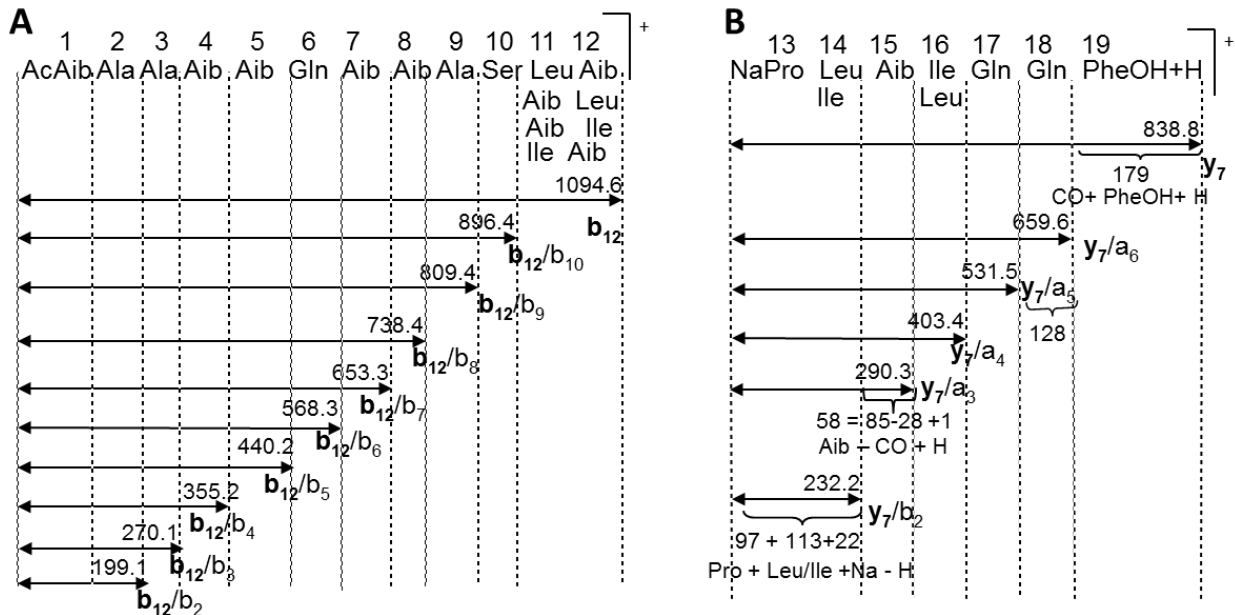 A
+
1 2 3 4 5 6 7 8 9 10 11 12
AcAib Ala Ala Aib Aib Gln Aib Aib Ala Ser Leu Aib
Aib Leu
Aib Ile
Ile Aib
1094.6
b12
896.4
b12/b10
809.4
b12/b9
738.4
b12/b8
653.3
b12/b7
568.3
b12/b6
440.2
b12/b5
355.2
b12/b4
270.1
b12/b3
199.1
b12/b2
B
+
13 14 15 16 17 18 19
NaPro Leu Aib Ile Gln Gln PheOH+H
Ile Leu
838.8
y7
179
CO+ PheOH+ H
659.6
y7/a6
531.5
y7/a5
128
403.4
y7/a4
290.3
y7/a3
58 = 85-28 +1
Aib – CO + H
232.2
y7/b2
97 + 113+22
Pro + Leu/Ile +Na - H